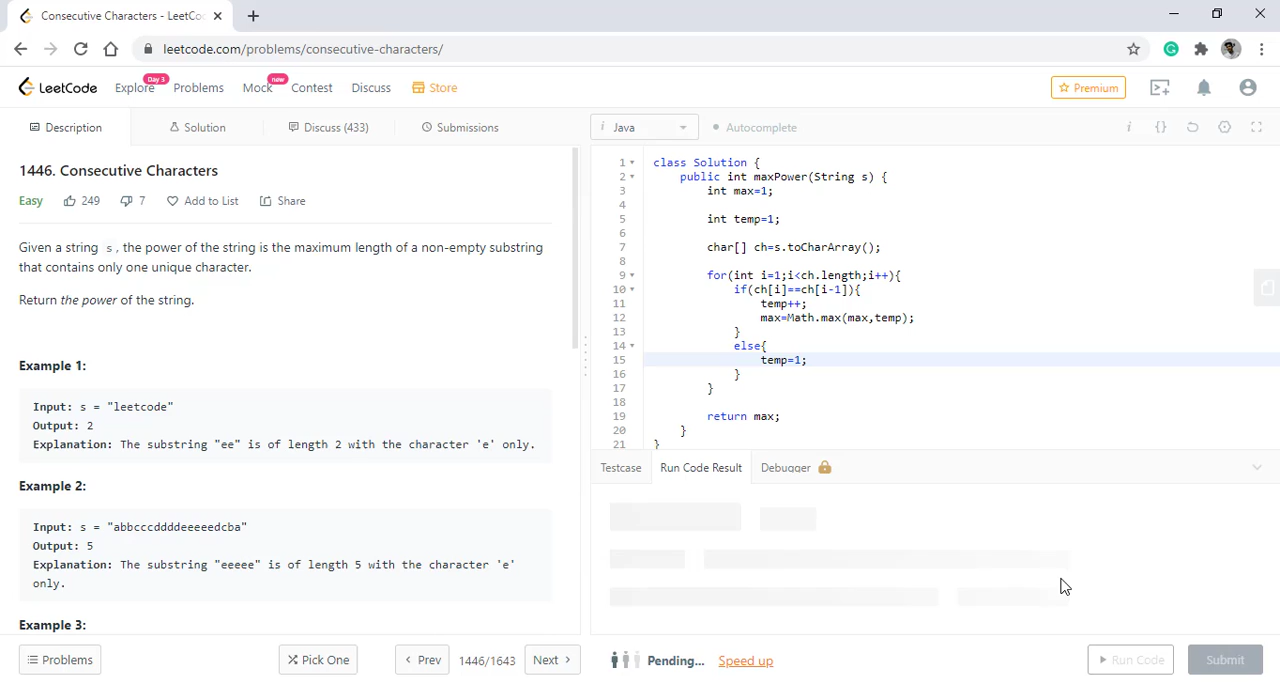 Consecutive Characters - LeetCo
leetcode.com/problems/consecutive-characters/
LeetCode Explore Day 3 Problems Mock new Contest Discuss Store Premium
Description Solution Discuss (433) Submissions
i Java Autocomplete i {}
1446. Consecutive Characters
Easy 249 7 Add to List Share
Given a string s , the power of the string is the maximum length of a non-empty substring
that contains only one unique character.
Return the power of the string.
Example 1:
Input: s = "leetcode"
Output: 2
Explanation: The substring "ee" is of length 2 with the character 'e' only.
Example 2:
Input: s = "abbcccddddeeeeedcba"
Output: 5
Explanation: The substring "eeeee" is of length 5 with the character 'e'
only.
Example 3:
Problems Pick One Prev 1446/1643 Next
1 class Solution {
2 public int maxPower(String s) {
3 int max=1;
4
5 int temp=1;
6
7 char[] ch=s.toCharArray();
8
9 for(int i=1;i<ch.length;i++){
10 if(ch[i]==ch[i-1]){
11 temp++;
12 max=Math.max(max,temp);
13 }
14 else{
15 temp=1;
16 }
17 }
18
19 return max;
20 }
21 }
Testcase Run Code Result Debugger
Pending... Speed up Run Code Submit